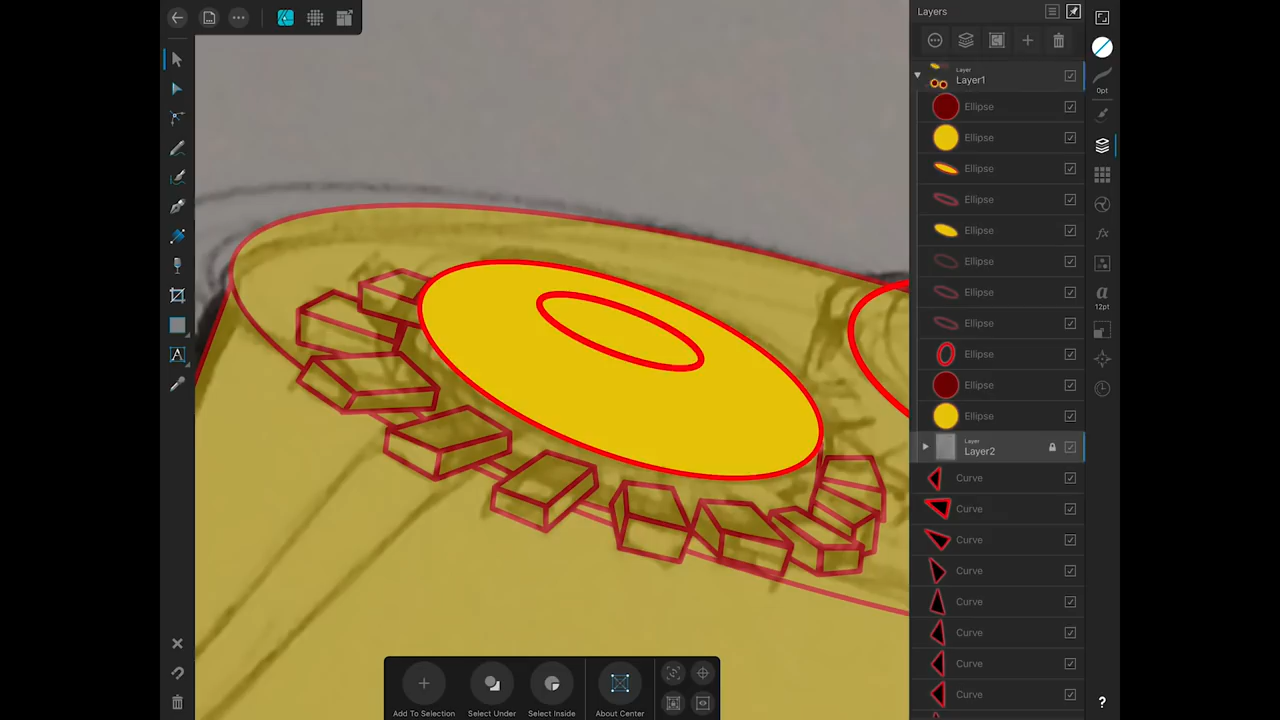 Layers
Layer
Layer1
Ellipse
Ellipse
Ellipse
Ellipse
Ellipse
Ellipse
Ellipse
Ellipse
Ellipse
Ellipse
Ellipse
Layer
Layer2
Curve
Curve
Curve
Curve
Curve
Curve
Curve
Curve
0pt
fx
a
12pt
?
A
Add To Selection
Select Under
Select Inside
About Center